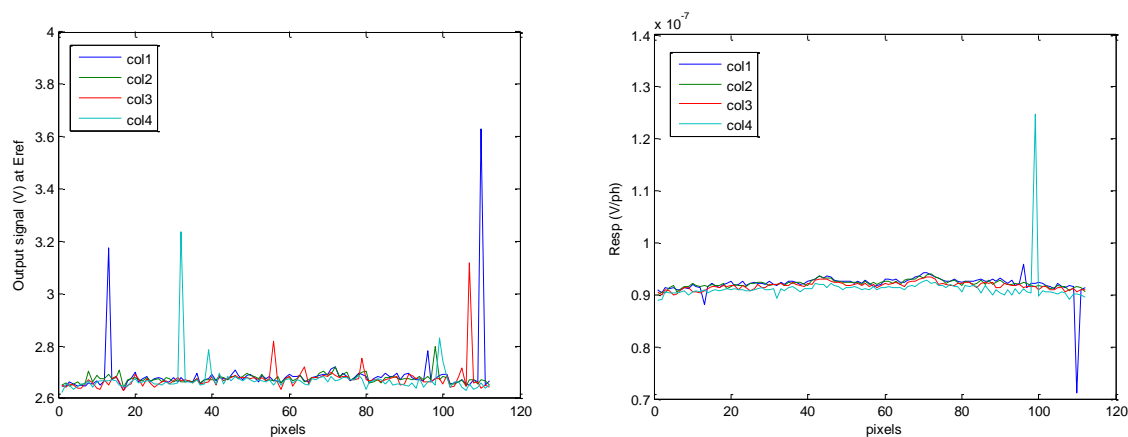 4
3.8
3.6
3.4
3.2
3
2.8
2.6
Output signal (V) at Eref
col1
col2
col3
col4
0 20 40 60 80 100 120
pixels
x 10-7
1.4
1.3
1.2
1.1
1
0.9
0.8
0.7
Resp (V/ph)
col1
col2
col3
col4
0 20 40 60 80 100 120
pixels